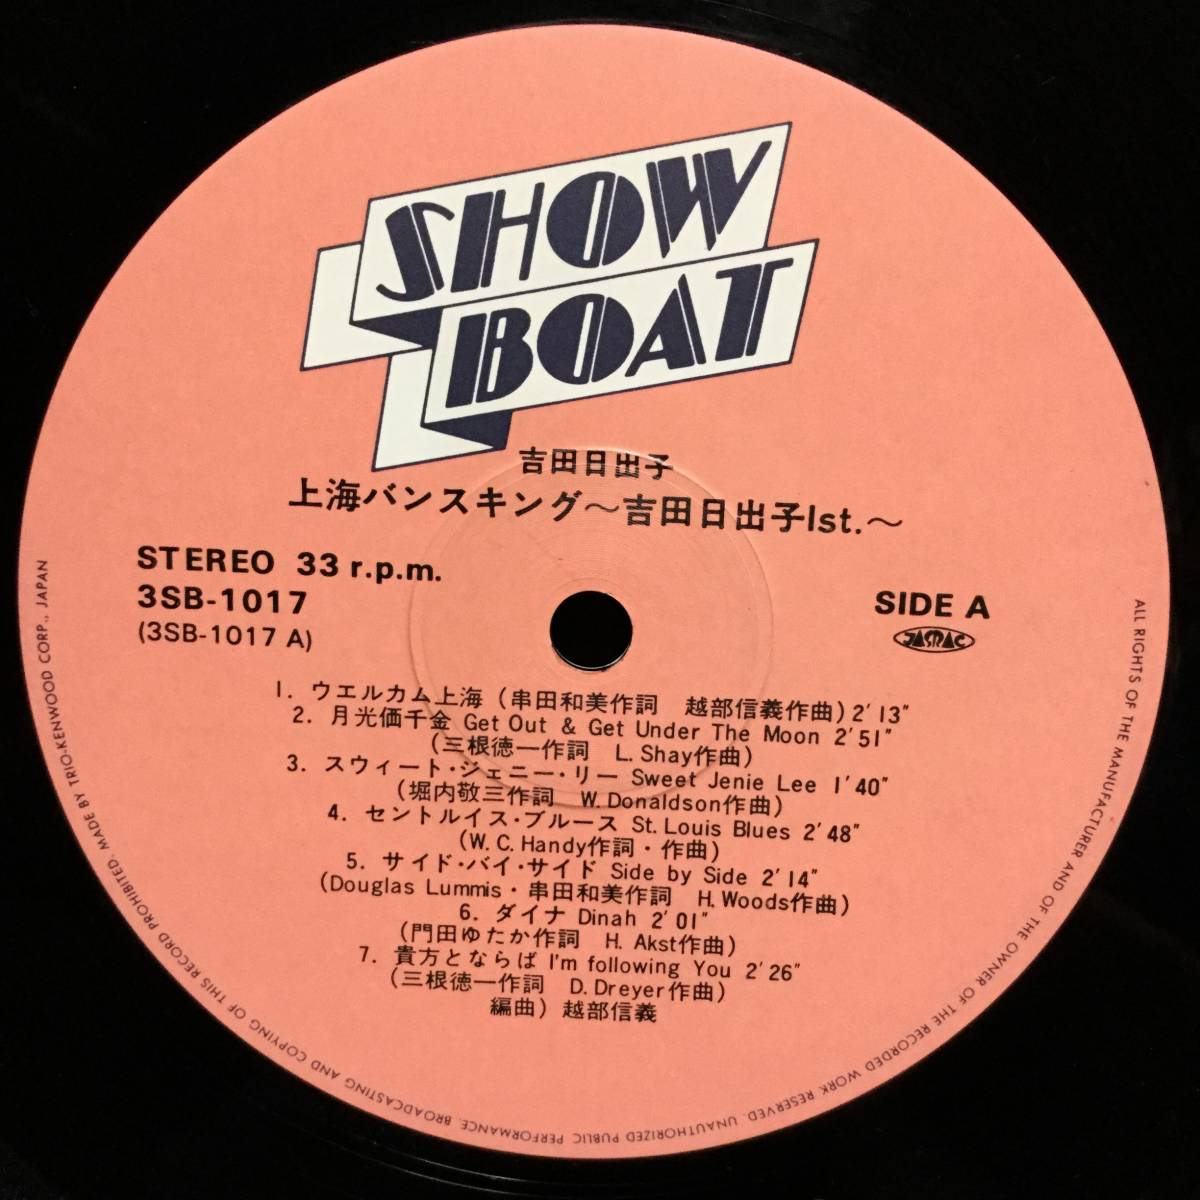 SHOW
BOAT
吉田日出子
上海バンスキング〜吉田日出子1st.〜
STEREO 33 r.p.m.
3SB-1017
(3SB-1017 A)
SIDE A
JASRAC
1. ウエルカム上海 (串田和美作詞 越部信義作曲) 2'13"
2. 月光価千金 Get Out & Get Under The Moon 2'51"
(三根徳一作詞 L. Shay作曲)
3. スウィート・ジェニー・リー Sweet Jenie Lee 1'40"
(堀内敬三作詞 W. Donaldson作曲)
4. セントルイス・ブルース St. Louis Blues 2'48"
(W. C. Handy作詞・作曲)
5. サイド・バイ・サイド Side by Side 2'14"
(Douglas Lummis・串田和美作詞 H. Woods作曲)
6. ダイナ Dinah 2'01"
(門田ゆたか作詞 H. Akst作曲)
7. 貴方とならば I'm following You 2'26"
(三根徳一作詞 D. Dreyer作曲)
編曲) 越部信義
ALL RIGHTS OF THE MANUFACTURER AND OF THE OWNER OF THE RECORDED WORK RESERVED. UNAUTHORIZED PUBLIC PERFORMANCE, BROADCASTING AND COPYING OF THIS RECORD PROHIBITED. MADE BY TRIO-KENWOOD CORP., JAPAN